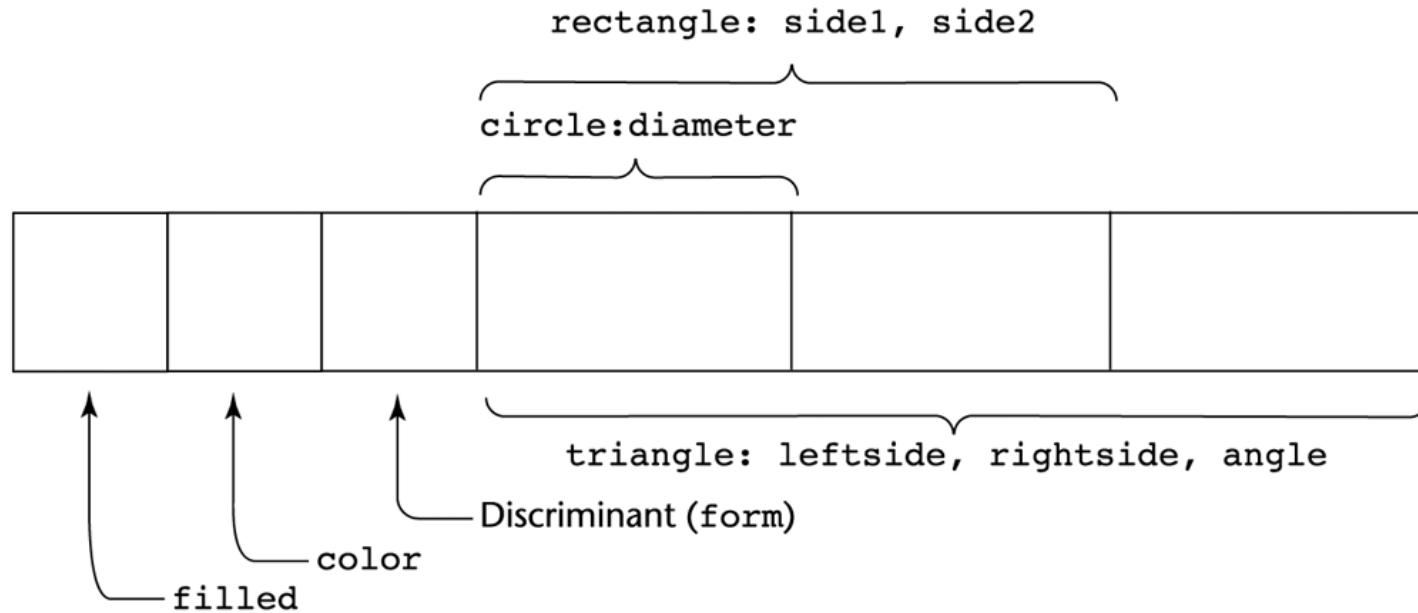 rectangle: side1, side2
circle:diameter
triangle: leftside, rightside, angle
Discriminant (form)
color
filled